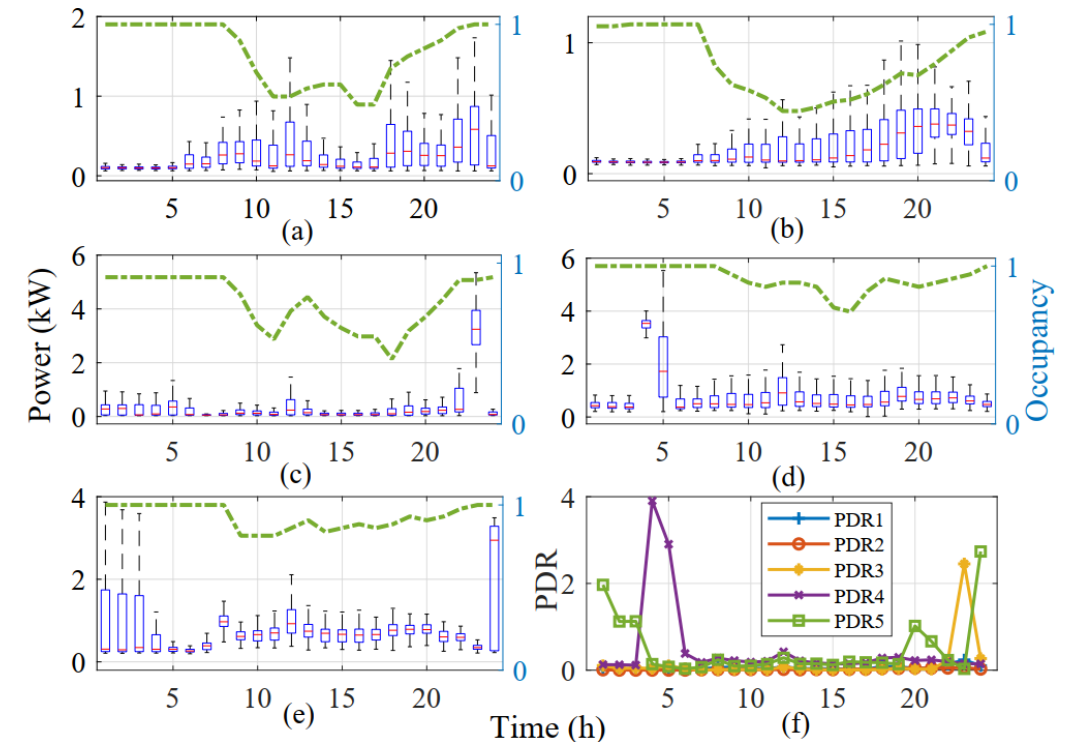 2 1 1 1
1
0 0 0 0
5 10 15 20 5 10 15 20
(a) (b)
6 1 6 1
4 4
2 2
0 0 0 0
5 10 15 20 5 10 15 20
(c) (d)
Power (kW)
Occupancy
4 1 4
2 2
0 0 0
PDR
PDR1
PDR2
PDR3
PDR4
PDR5
5 10 15 20 5 10 15 20
(e) Time (h) (f)